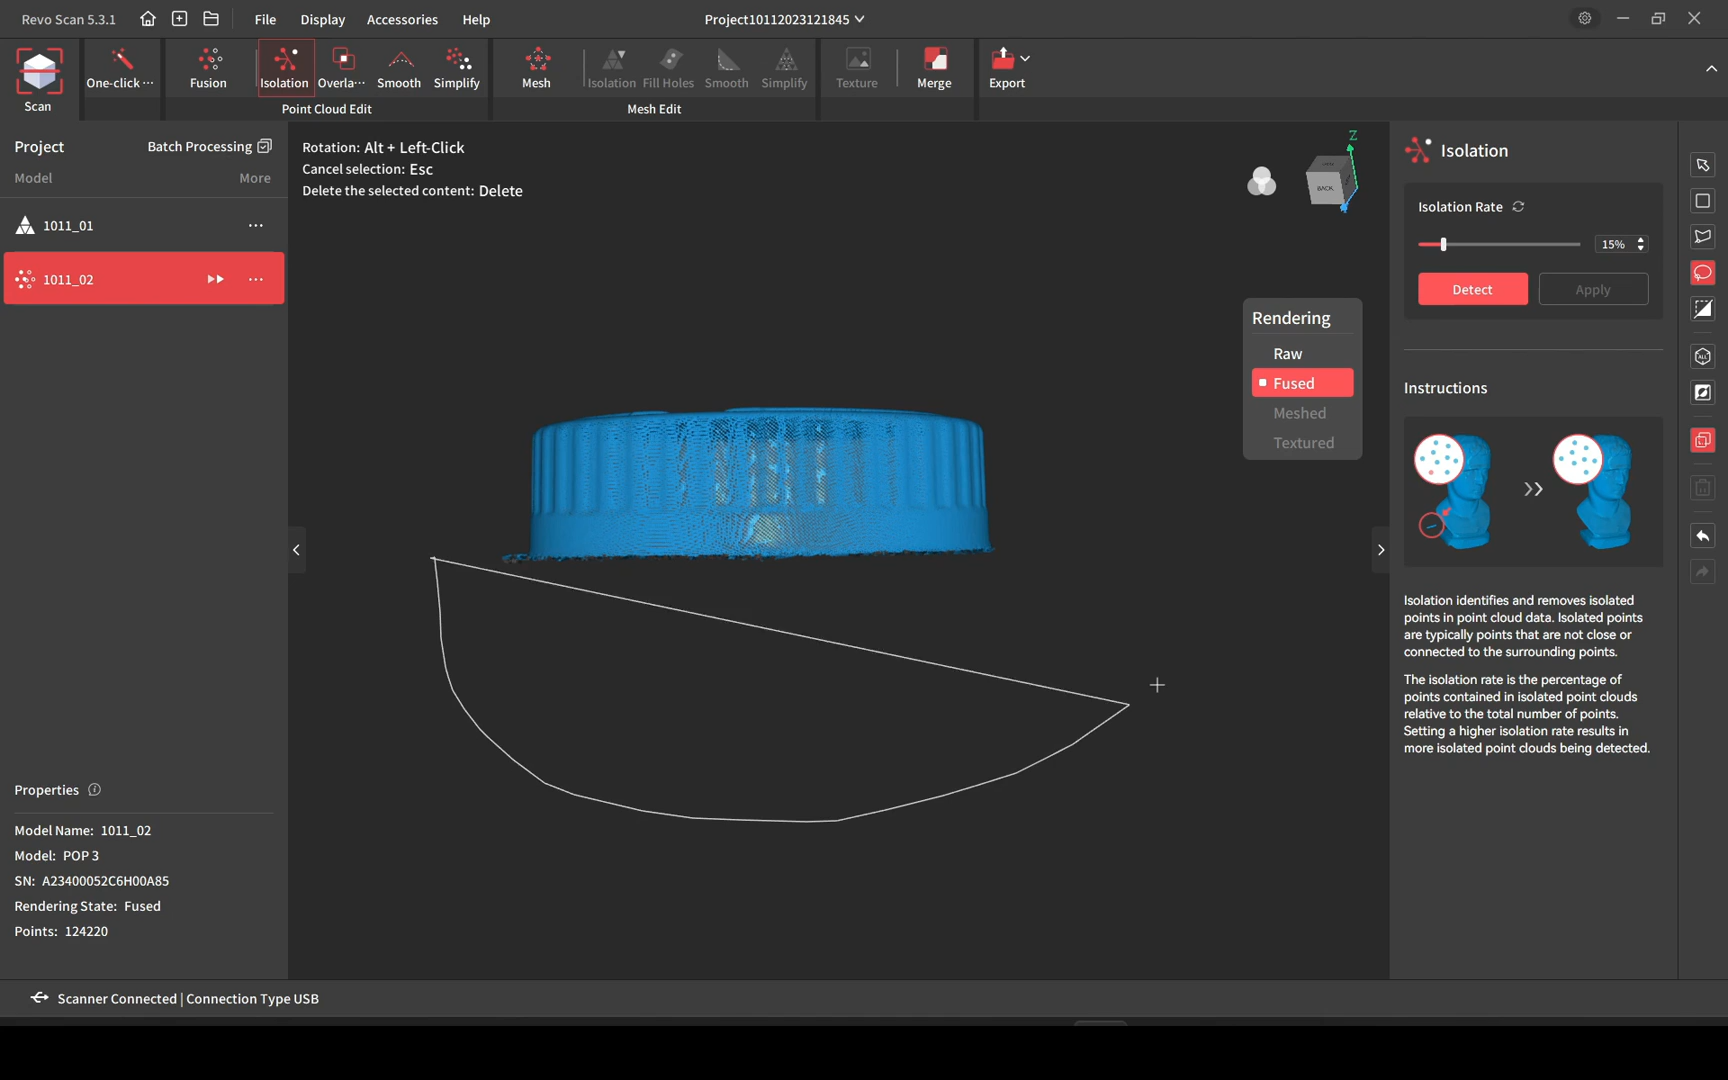 Revo Scan 5.3.1
File
Display
Accessories
Help
Project10112023121845
Scan
One-click ···
Fusion
Isolation
Overla···
Smooth
Simplify
Point Cloud Edit
Mesh
Isolation
Fill Holes
Smooth
Simplify
Mesh Edit
Texture
Merge
Export
Project
Batch Processing
Model
More
1011_01
1011_02
Rotation: Alt + Left-Click
Cancel selection: Esc
Delete the selected content: Delete
Z
BACK
Rendering
Raw
Fused
Meshed
Textured
Isolation
Isolation Rate
15%
Detect
Apply
Instructions
Isolation identifies and removes isolated
points in point cloud data. Isolated points
are typically points that are not close or
connected to the surrounding points.
The isolation rate is the percentage of
points contained in isolated point clouds
relative to the total number of points.
Setting a higher isolation rate results in
more isolated point clouds being detected.
ALL
Properties
Model Name: 1011_02
Model: POP 3
SN: A23400052C6H00A85
Rendering State: Fused
Points: 124220
Scanner Connected | Connection Type USB